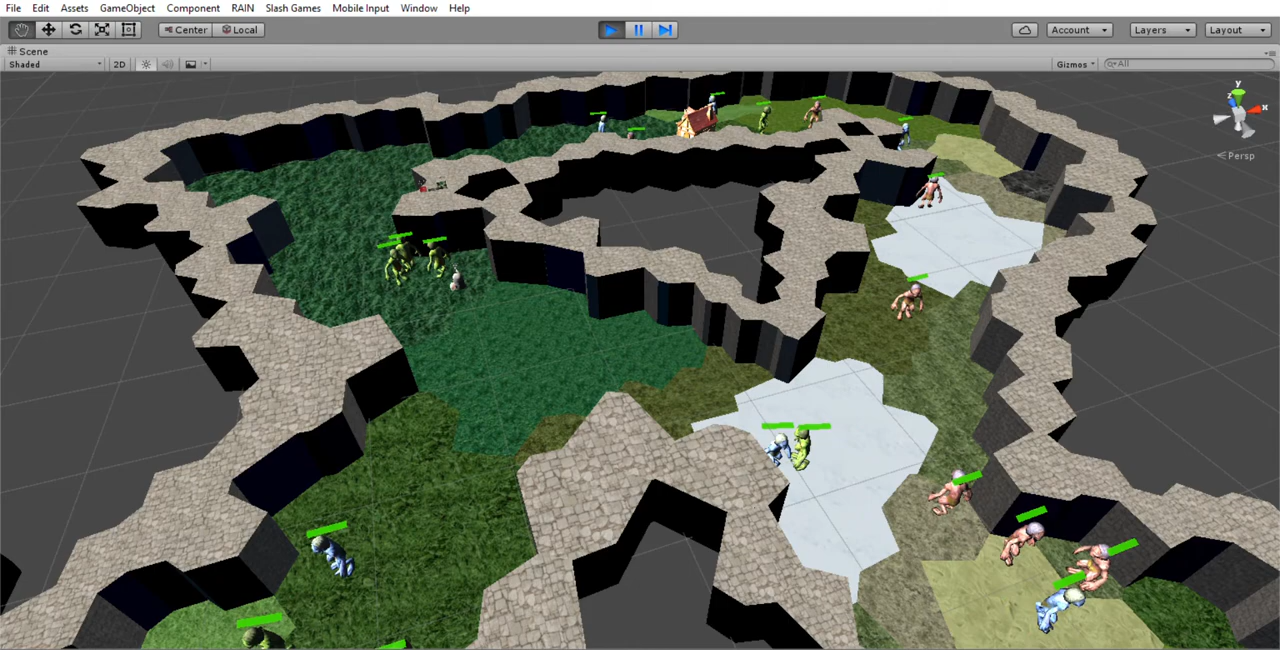 File Edit Assets GameObject Component RAIN Slash Games Mobile Input Window Help
Center Local Account Layers Layout
Scene
Shaded 2D Gizmos All
y
z x
Persp